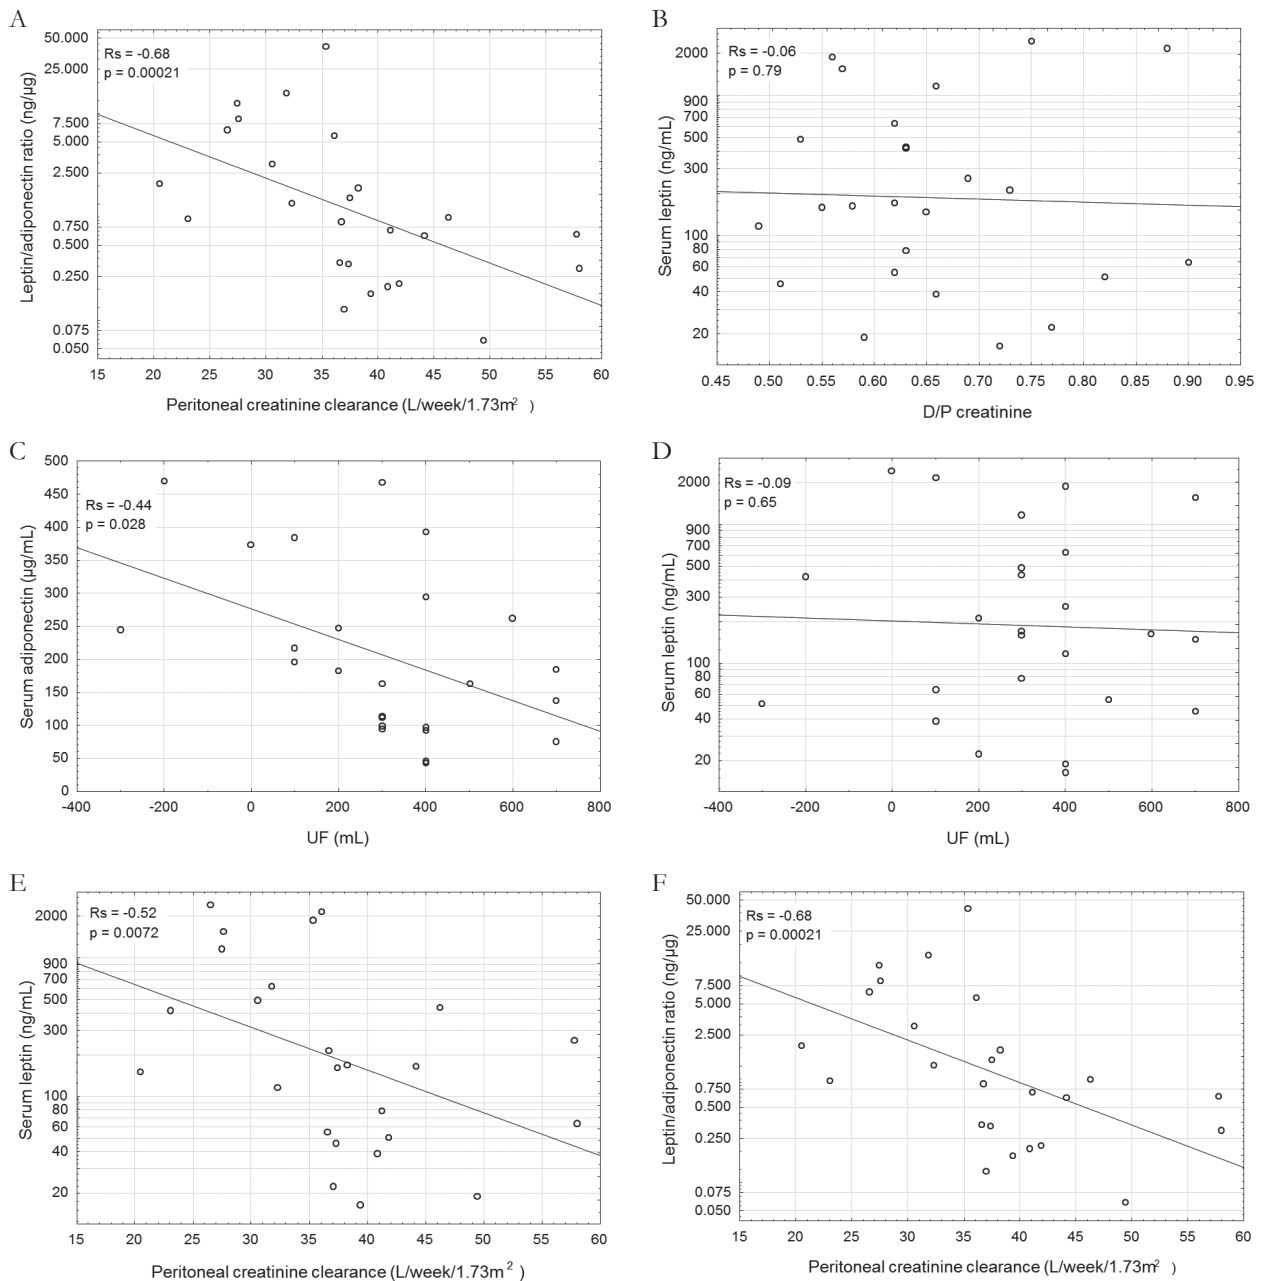 A
Leptin/adiponectin ratio (ng/µg)
Rs = -0.68
p = 0.00021
50.000
25.000
7.500
5.000
2.500
0.750
0.500
0.250
0.075
0.050
15 20 25 30 35 40 45 50 55 60
Peritoneal creatinine clearance (L/week/1.73m² )
B
Serum leptin (ng/mL)
Rs = -0.06
p = 0.79
2000
900
700
500
300
100
80
60
40
20
0.45 0.50 0.55 0.60 0.65 0.70 0.75 0.80 0.85 0.90 0.95
D/P creatinine
C
Serum adiponectin (µg/mL)
Rs = -0.44
p = 0.028
500
450
400
350
300
250
200
150
100
50
0
-400 -200 0 200 400 600 800
UF (mL)
D
Serum leptin (ng/mL)
Rs = -0.09
p = 0.65
2000
900
700
500
300
100
80
60
40
20
-400 -200 0 200 400 600 800
UF (mL)
E
Serum leptin (ng/mL)
Rs = -0.52
p = 0.0072
2000
900
700
500
300
100
80
60
40
20
15 20 25 30 35 40 45 50 55 60
Peritoneal creatinine clearance (L/week/1.73m²)
F
Leptin/adiponectin ratio (ng/µg)
Rs = -0.68
p = 0.00021
50.000
25.000
7.500
5.000
2.500
0.750
0.500
0.250
0.075
0.050
15 20 25 30 35 40 45 50 55 60
Peritoneal creatinine clearance (L/week/1.73m² )